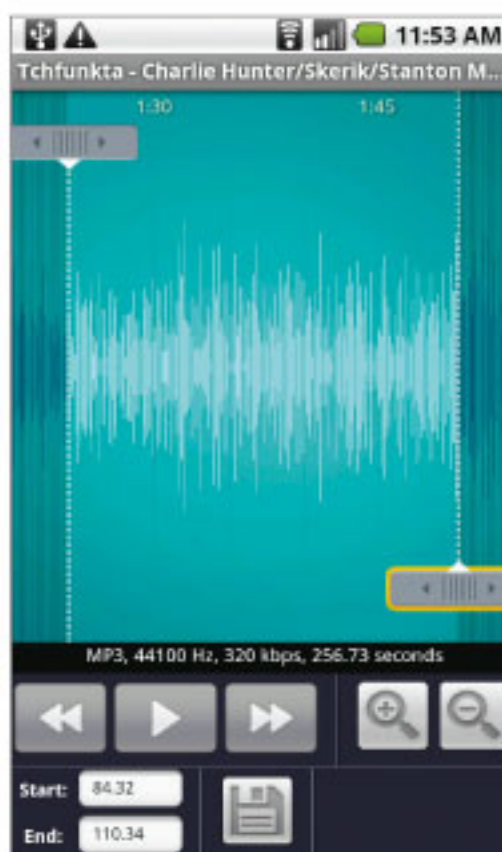 11:53 AM
Tchfunkta - Charlie Hunter/Skerik/Stanton M...
1:30 1:45
MP3, 44100 Hz, 320 kbps, 256.73 seconds
Start: 84.32
End: 110.34